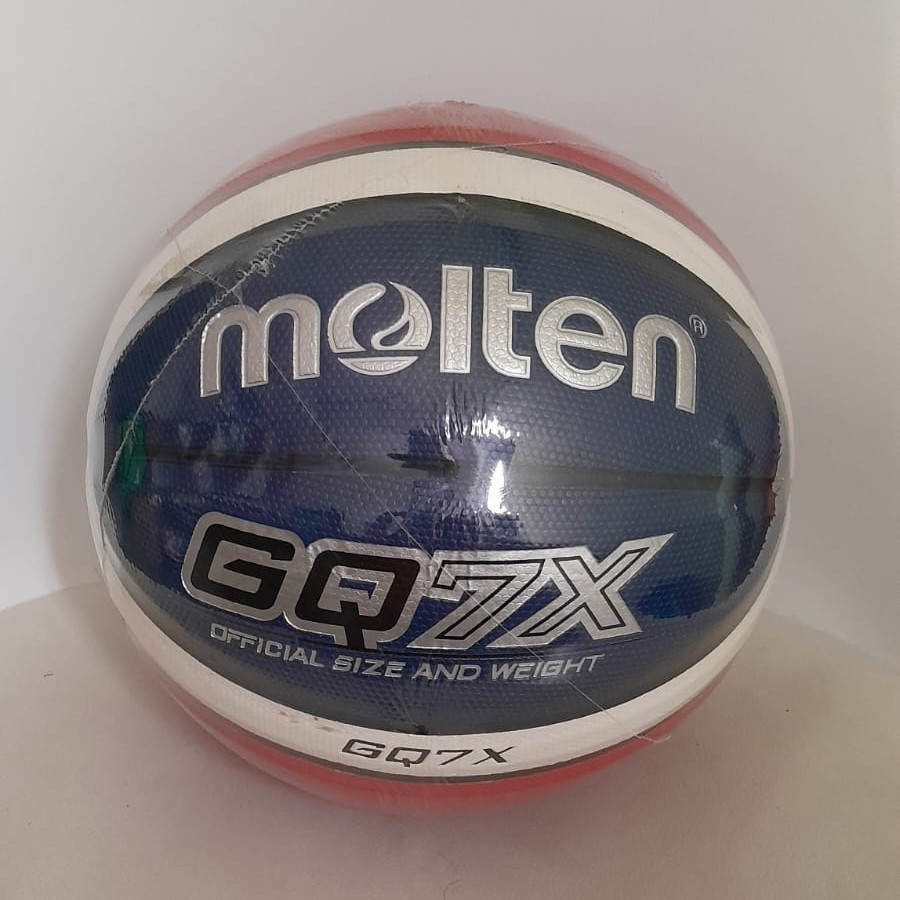 molten®
GQ7X
OFFICIAL SIZE AND WEIGHT
GQ7X